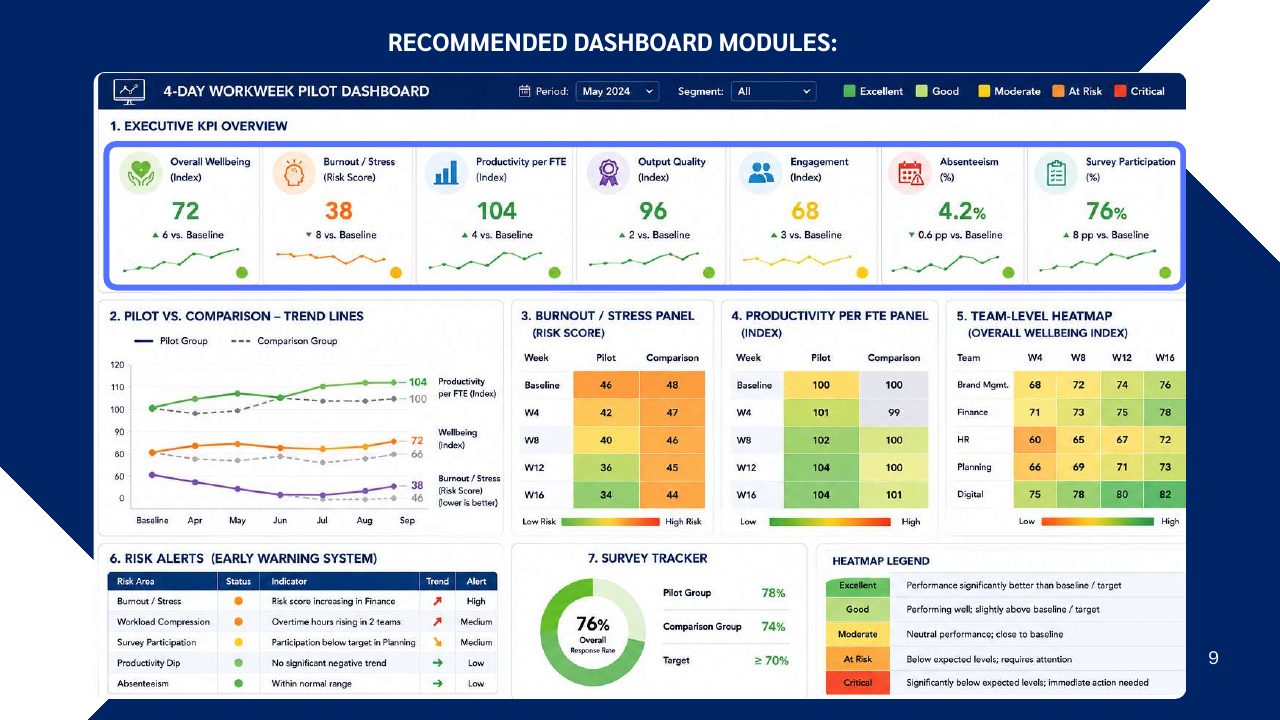 RECOMMENDED DASHBOARD MODULES:
4-DAY WORKWEEK PILOT DASHBOARD
Period: May 2024
Segment: All
Excellent Good Moderate At Risk Critical
1. EXECUTIVE KPI OVERVIEW
Overall Wellbeing
(Index)
72
▲ 6 vs. Baseline
Burnout / Stress
(Risk Score)
38
▼ 8 vs. Baseline
Productivity per FTE
(Index)
104
▲ 4 vs. Baseline
Output Quality
(Index)
96
▲ 2 vs. Baseline
Engagement
(Index)
68
▲ 3 vs. Baseline
Absenteeism
(%)
4.2%
▼ 0.6 pp vs. Baseline
Survey Participation
(%)
76%
▲ 8 pp vs. Baseline
2. PILOT VS. COMPARISON – TREND LINES
Pilot Group Comparison Group
120
110
100
90
80
60
0
Baseline Apr May Jun Jul Aug Sep
104
100
Productivity
per FTE (Index)
72
66
Wellbeing
(Index)
38
46
Burnout / Stress
(Risk Score)
(lower is better)
3. BURNOUT / STRESS PANEL
(RISK SCORE)
Week Pilot Comparison
Baseline 46 48
W4 42 47
W8 40 46
W12 36 45
W16 34 44
Low Risk High Risk
4. PRODUCTIVITY PER FTE PANEL
(INDEX)
Week Pilot Comparison
Baseline 100 100
W4 101 99
W8 102 100
W12 104 100
W16 104 101
Low High
5. TEAM-LEVEL HEATMAP
(OVERALL WELLBEING INDEX)
Team W4 W8 W12 W16
Brand Mgmt. 68 72 74 76
Finance 71 73 75 78
HR 60 65 67 72
Planning 66 69 71 73
Digital 75 78 80 82
Low High
6. RISK ALERTS (EARLY WARNING SYSTEM)
Risk Area Status Indicator Trend Alert
Burnout / Stress Risk score increasing in Finance High
Workload Compression Overtime hours rising in 2 teams Medium
Survey Participation Participation below target in Planning Medium
Productivity Dip No significant negative trend Low
Absenteeism Within normal range Low
7. SURVEY TRACKER
76%
Overall
Response Rate
Pilot Group 78%
Comparison Group 74%
Target ≥ 70%
HEATMAP LEGEND
Excellent Performance significantly better than baseline / target
Good Performing well; slightly above baseline / target
Moderate Neutral performance; close to baseline
At Risk Below expected levels; requires attention
Critical Significantly below expected levels; immediate action needed
9